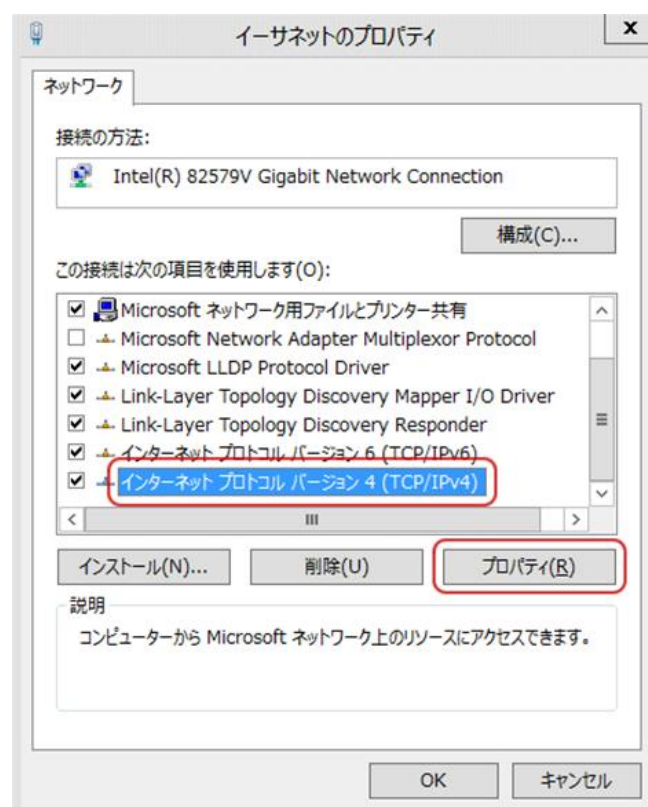 イーサネットのプロパティ
x
ネットワーク
接続の方法:
Intel(R) 82579V Gigabit Network Connection
構成(C)...
この接続は次の項目を使用します(O):
Microsoft ネットワーク用ファイルとプリンター共有
Microsoft Network Adapter Multiplexor Protocol
Microsoft LLDP Protocol Driver
Link-Layer Topology Discovery Mapper I/O Driver
Link-Layer Topology Discovery Responder
インターネット プロトコル バージョン 6 (TCP/IPv6)
インターネット プロトコル バージョン 4 (TCP/IPv4)
インストール(N)... 削除(U) プロパティ(R)
説明
コンピューターから Microsoft ネットワーク上のリソースにアクセスできます。
OK キャンセル